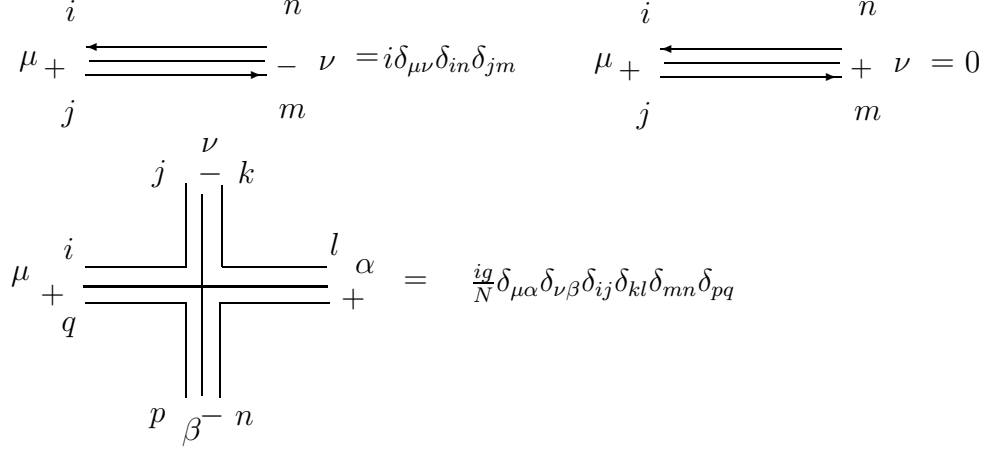 i n i n
μ + − ν = iδ_{μν}δ_{in}δ_{jm} μ + + ν = 0
j m j m
ν
j − k
i l
μ + α + = \frac{ig}{N}δ_{μα}δ_{νβ}δ_{ij}δ_{kl}δ_{mn}δ_{pq}
q
p β − n